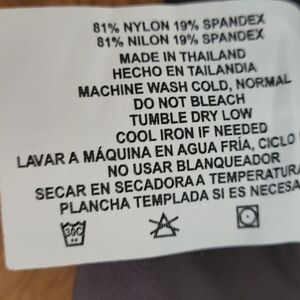 81% NYLON 19% SPANDEX
81% NILON 19% SPANDEX
MADE IN THAILAND
HECHO EN TAILANDIA
MACHINE WASH COLD, NORMAL
DO NOT BLEACH
TUMBLE DRY LOW
COOL IRON IF NEEDED
LAVAR A MÁQUINA EN AGUA FRÍA, CICLO
NO USAR BLANQUEADOR
SECAR EN SECADORA A TEMPERATURA
PLANCHA TEMPLADA SI ES NECESA
30C